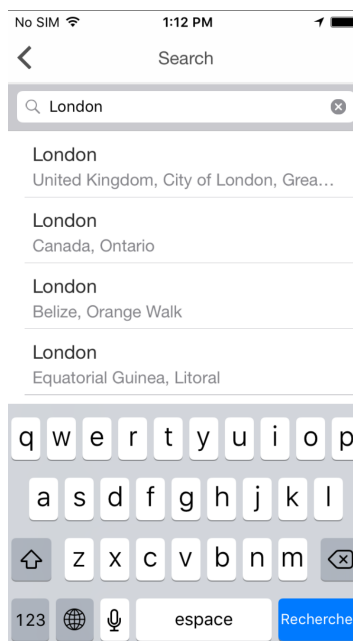 No SIM 1:12 PM
Search
London
London
United Kingdom, City of London, Grea...
London
Canada, Ontario
London
Belize, Orange Walk
London
Equatorial Guinea, Litoral
q w e r t y u i o p
a s d f g h j k l
z x c v b n m
123 espace Recherche